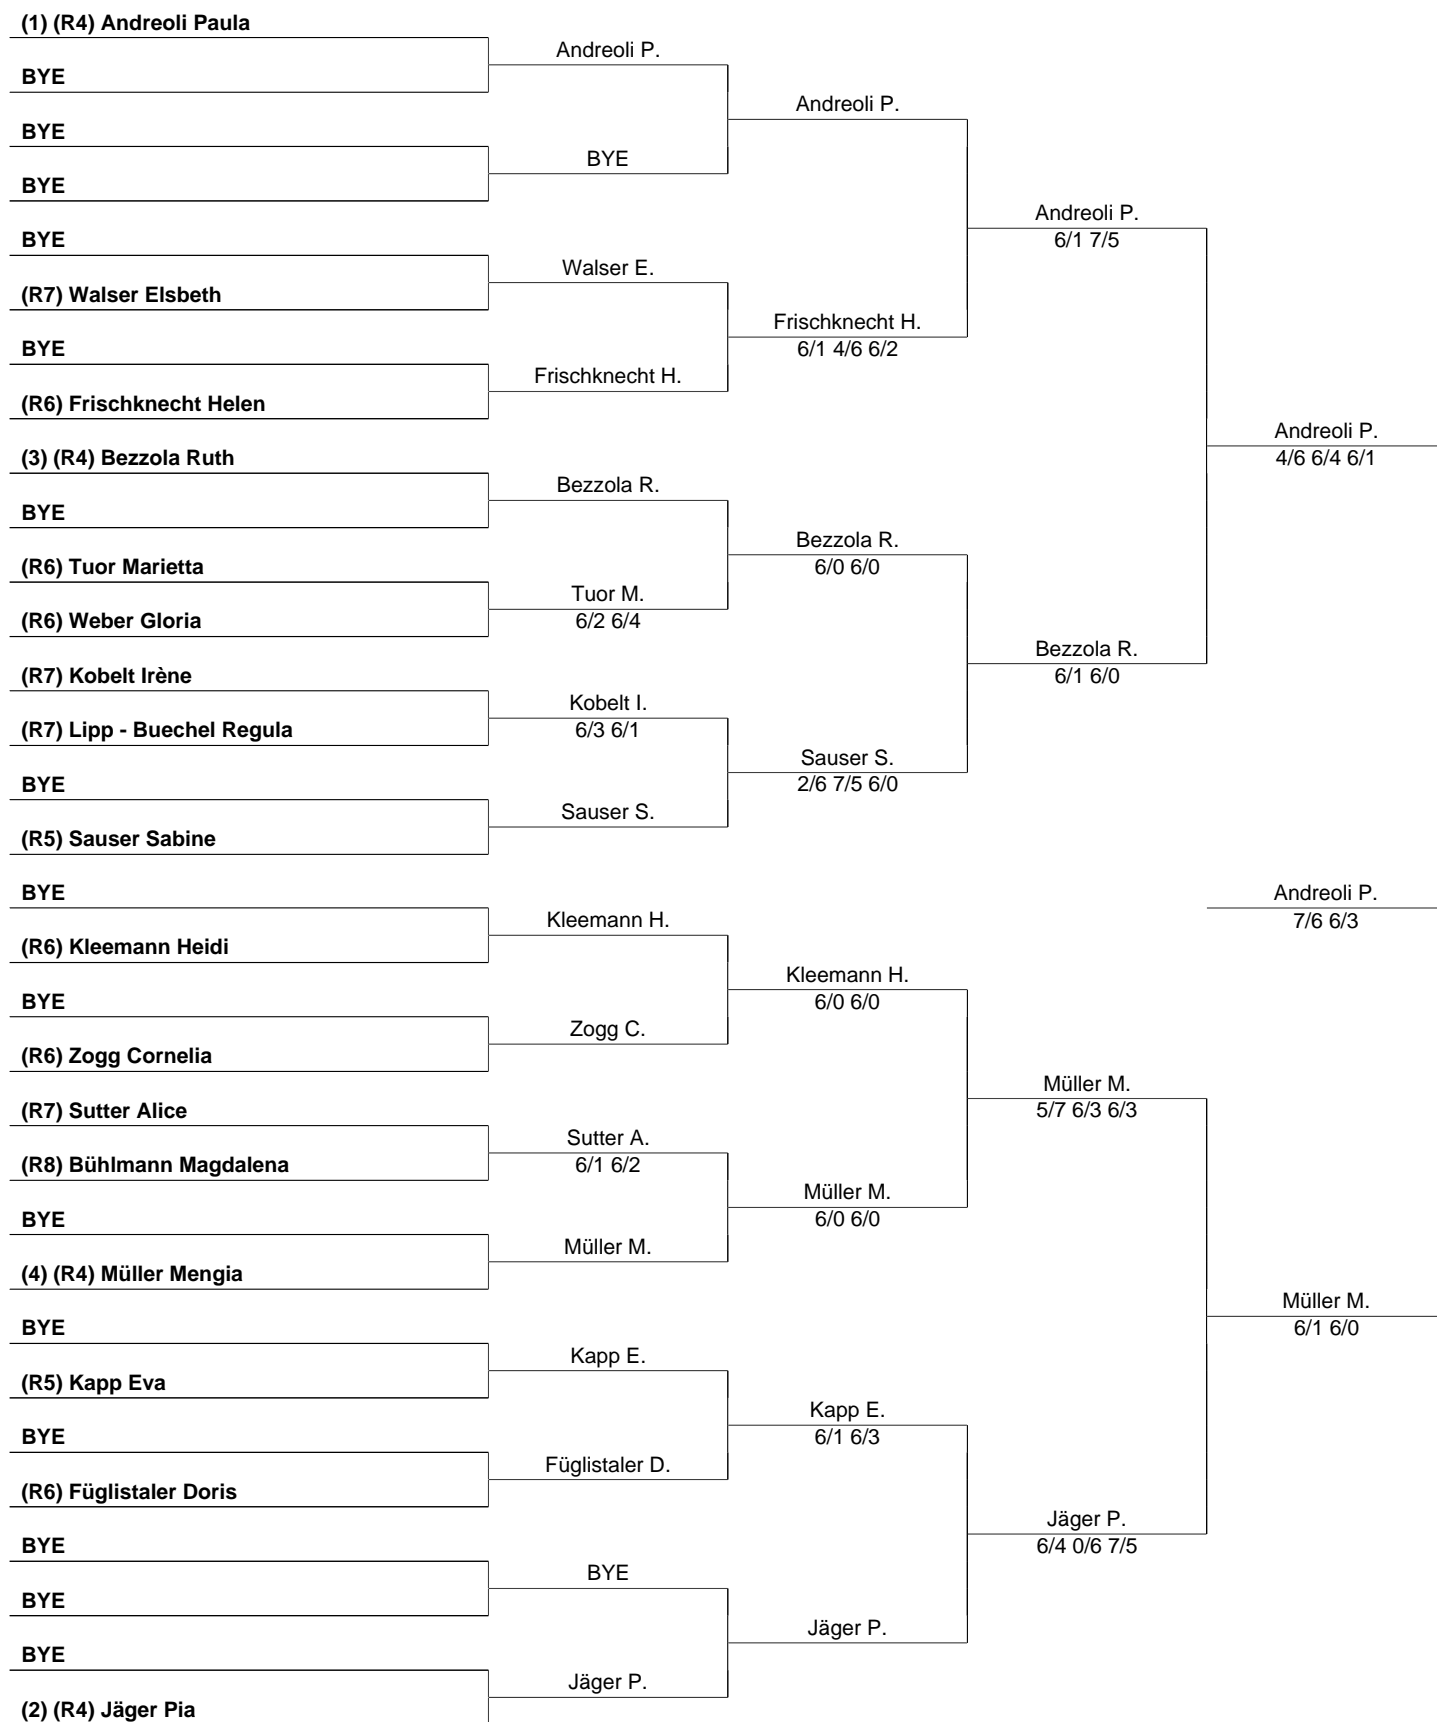 (1) (R4) Andreoli Paula
BYE
BYE
BYE
BYE
(R7) Walser Elsbeth
BYE
(R6) Frischknecht Helen
(3) (R4) Bezzola Ruth
BYE
(R6) Tuor Marietta
(R6) Weber Gloria
(R7) Kobelt Irène
(R7) Lipp - Buechel Regula
BYE
(R5) Sauser Sabine
BYE
(R6) Kleemann Heidi
BYE
(R6) Zogg Cornelia
(R7) Sutter Alice
(R8) Bühlmann Magdalena
BYE
(4) (R4) Müller Mengia
BYE
(R5) Kapp Eva
BYE
(R6) Füglistaler Doris
BYE
BYE
BYE
(2) (R4) Jäger Pia
Andreoli P.
BYE
Walser E.
Frischknecht H.
Bezzola R.
Tuor M.
6/2 6/4
Kobelt I.
6/3 6/1
Sauser S.
Kleemann H.
Zogg C.
Sutter A.
6/1 6/2
Müller M.
Kapp E.
Füglistaler D.
BYE
Jäger P.
Andreoli P.
Frischknecht H.
6/1 4/6 6/2
Bezzola R.
6/0 6/0
Sauser S.
2/6 7/5 6/0
Kleemann H.
6/0 6/0
Müller M.
6/0 6/0
Kapp E.
6/1 6/3
Jäger P.
Andreoli P.
6/1 7/5
Bezzola R.
6/1 6/0
Müller M.
5/7 6/3 6/3
Jäger P.
6/4 0/6 7/5
Andreoli P.
4/6 6/4 6/1
Andreoli P.
7/6 6/3
Müller M.
6/1 6/0